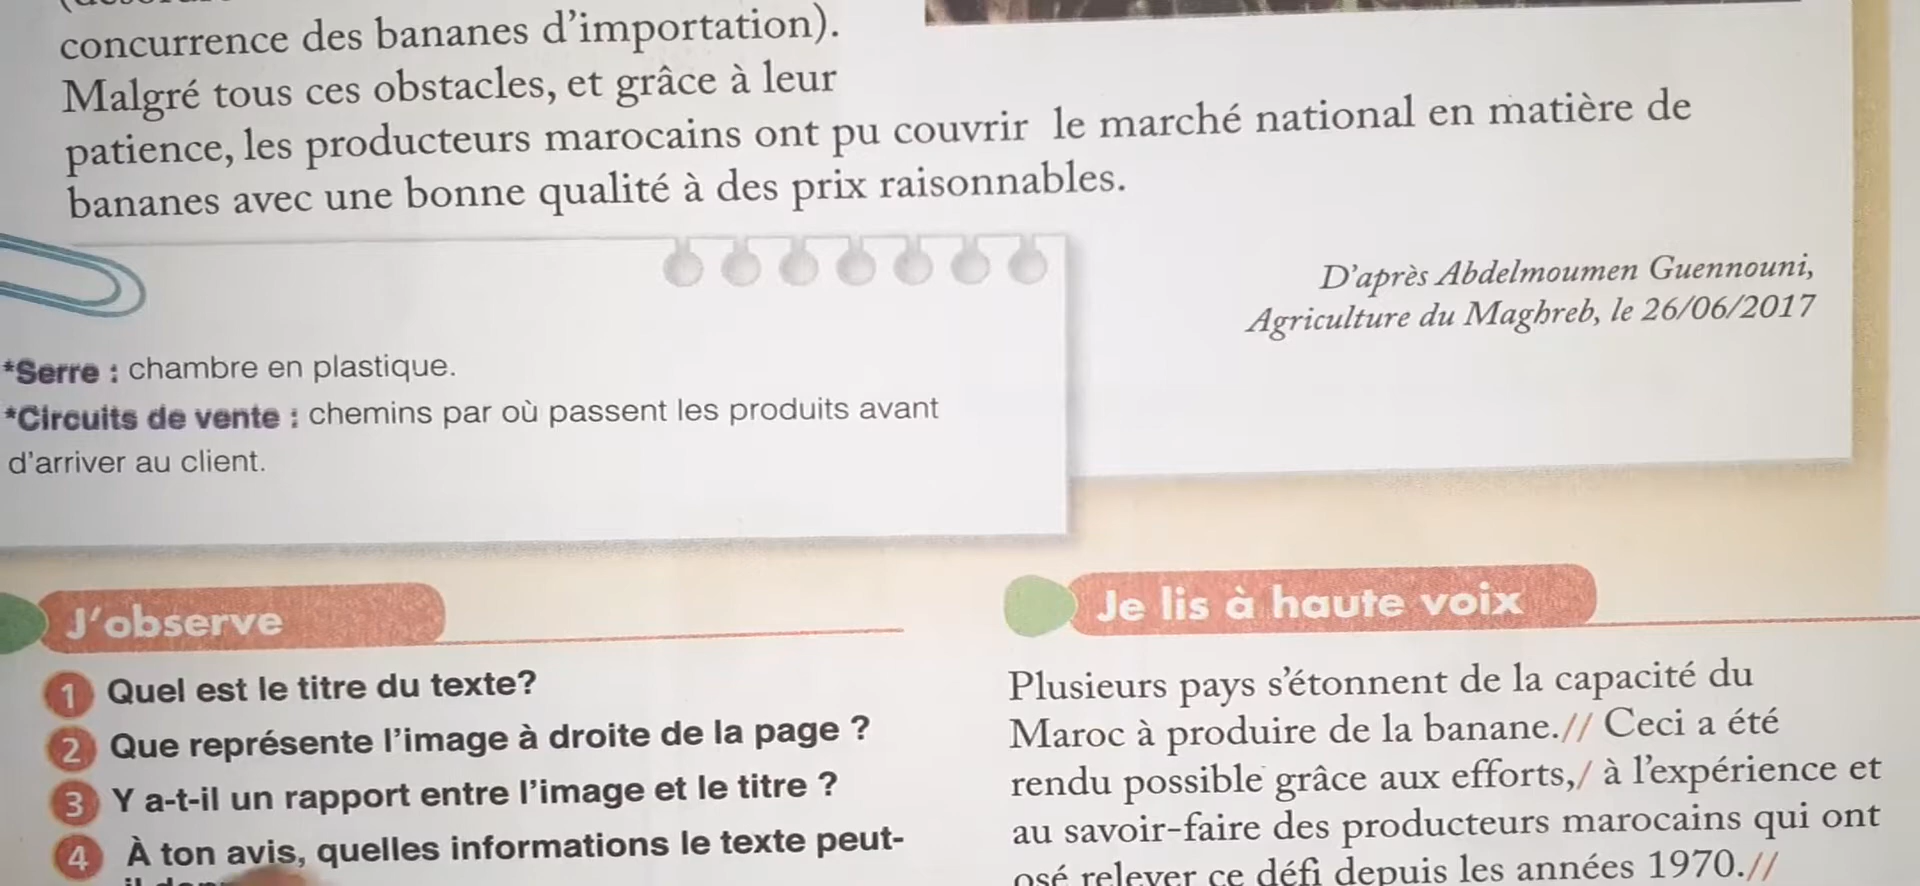 concurrence des bananes d'importation).
Malgré tous ces obstacles, et grâce à leur
patience, les producteurs marocains ont pu couvrir le marché national en matière de
bananes avec une bonne qualité à des prix raisonnables.
D'après Abdelmoumen Guennouni,
Agriculture du Maghreb, le 26/06/2017
*Serre : chambre en plastique.
*Circuits de vente : chemins par où passent les produits avant
d'arriver au client.
J'observe
1 Quel est le titre du texte?
2 Que représente l'image à droite de la page ?
3 Y a-t-il un rapport entre l'image et le titre ?
4 À ton avis, quelles informations le texte peut-
Je lis à haute voix
Plusieurs pays s'étonnent de la capacité du
Maroc à produire de la banane.// Ceci a été
rendu possible grâce aux efforts,/ à l'expérience et
au savoir-faire des producteurs marocains qui ont
osé relever ce défi depuis les années 1970.//